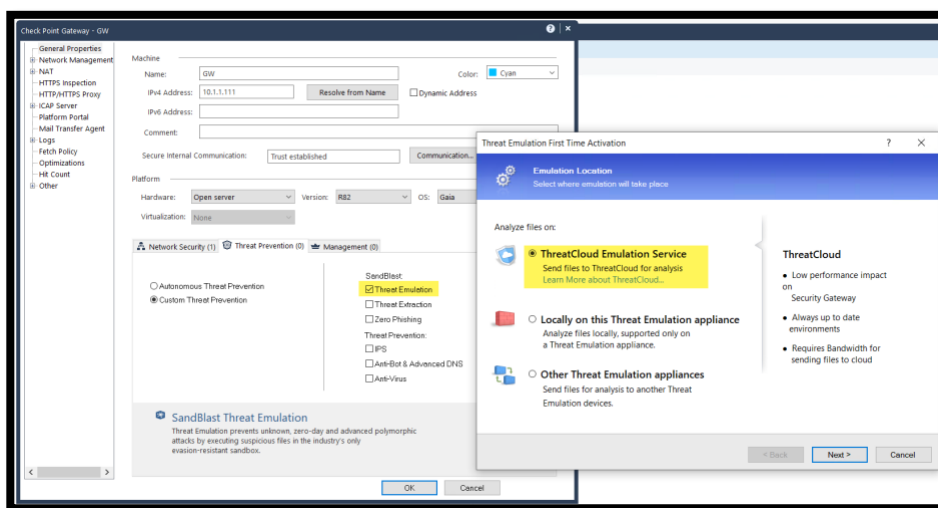 Check Point Gateway - GW
General Properties
Network Management
NAT
HTTPS Inspection
HTTP/HTTPS Proxy
ICAP Server
Platform Portal
Mail Transfer Agent
Logs
Fetch Policy
Optimizations
Hit Count
Other
Machine
Name: GW Color: Cyan
IPv4 Address: 10.1.1.111 Resolve from Name Dynamic Address
IPv6 Address:
Comment:
Secure Internal Communication: Trust established Communication...
Platform
Hardware: Open server Version: R82 OS: Gaia
Virtualization: None
Network Security (1) Threat Prevention (0) Management (0)
Autonomous Threat Prevention
Custom Threat Prevention
SandBlast:
Threat Emulation
Threat Extraction
Zero Phishing
Threat Prevention:
IPS
Anti-Bot & Advanced DNS
Anti-Virus
SandBlast Threat Emulation
Threat Emulation prevents unknown, zero-day and advanced polymorphic
attacks by executing suspicious files in the industry's only
evasion-resistant sandbox.
OK Cancel
Threat Emulation First Time Activation ?
Emulation Location
Select where emulation will take place
Analyze files on:
ThreatCloud Emulation Service
Send files to ThreatCloud for analysis
Learn More about ThreatCloud...
Locally on this Threat Emulation appliance
Analyze files locally, supported only on
a Threat Emulation appliance.
Other Threat Emulation appliances
Send files for analysis to another Threat
Emulation devices.
ThreatCloud
• Low performance impact
on
Security Gateway
• Always up to date
environments
• Requires Bandwidth for
sending files to cloud
< Back Next > Cancel